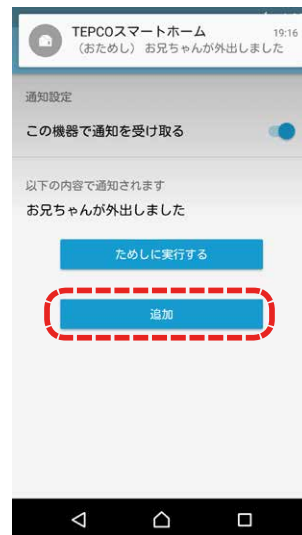 TEPCOスマートホーム 19:16
（おためし） お兄ちゃんが外出しました
通知設定
この機器で通知を受け取る
以下の内容で通知されます
お兄ちゃんが外出しました
ためしに実行する
追加